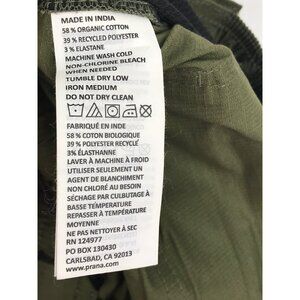 MADE IN INDIA
58 % ORGANIC COTTON
39 % RECYCLED POLYESTER
3 % ELASTANE
MACHINE WASH COLD
NON-CHLORINE BLEACH
WHEN NEEDED
TUMBLE DRY LOW
IRON MEDIUM
DO NOT DRY CLEAN
FABRIQUÉ EN INDE
58 % COTON BIOLOGIQUE
39 % POLYESTER RECYCLÉ
3% ÉLASTHANNE
LAVER À MACHINE À FROID
UTILISER SEULEMENT UN
AGENT DE BLANCHIMENT
NON CHLORÉ AU BESOIN
SÉCHAGE PAR CULBUTAGE À
BASSE TEMPÉRATURE
REPASSER À TEMPÉRATURE
MOYENNE
NE PAS NETTOYER À SEC
RN 124977
PO BOX 130430
CARLSBAD, CA 92013
www.prana.com